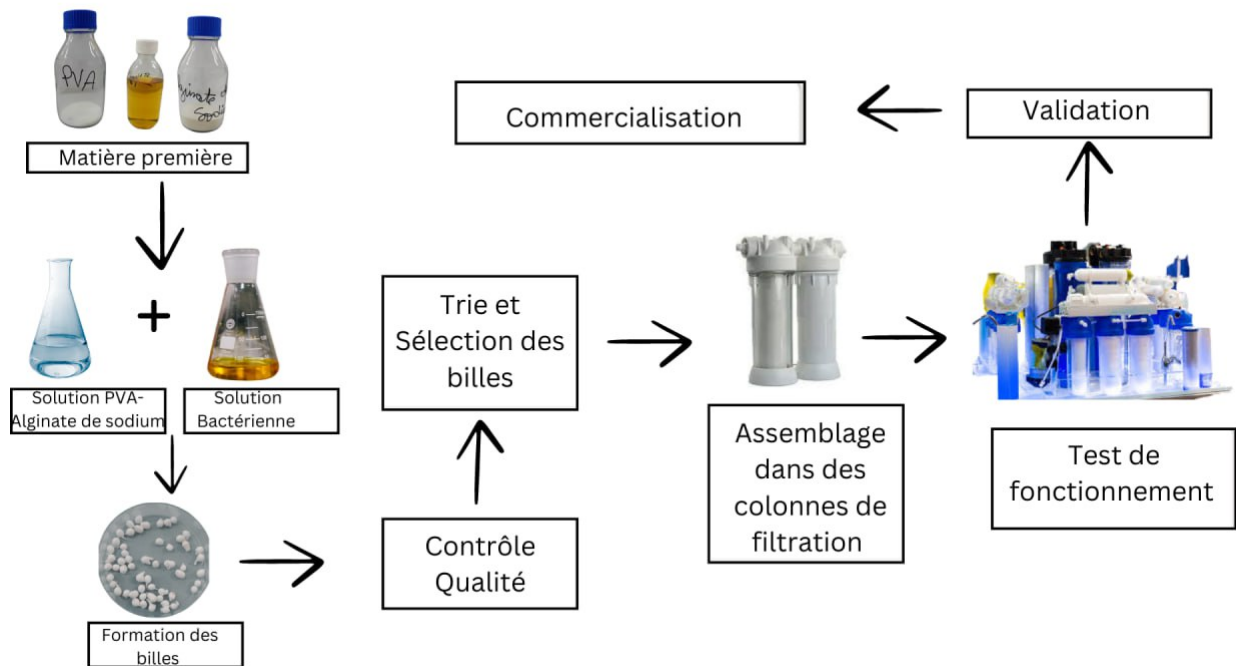 PVA
Matière première
Solution PVA-
Alginate de sodium
Solution
Bactérienne
Formation des
billes
Contrôle
Qualité
Trie et
Sélection des
billes
Assemblage
dans des
colonnes de
filtration
Test de
fonctionnement
Validation
Commercialisation